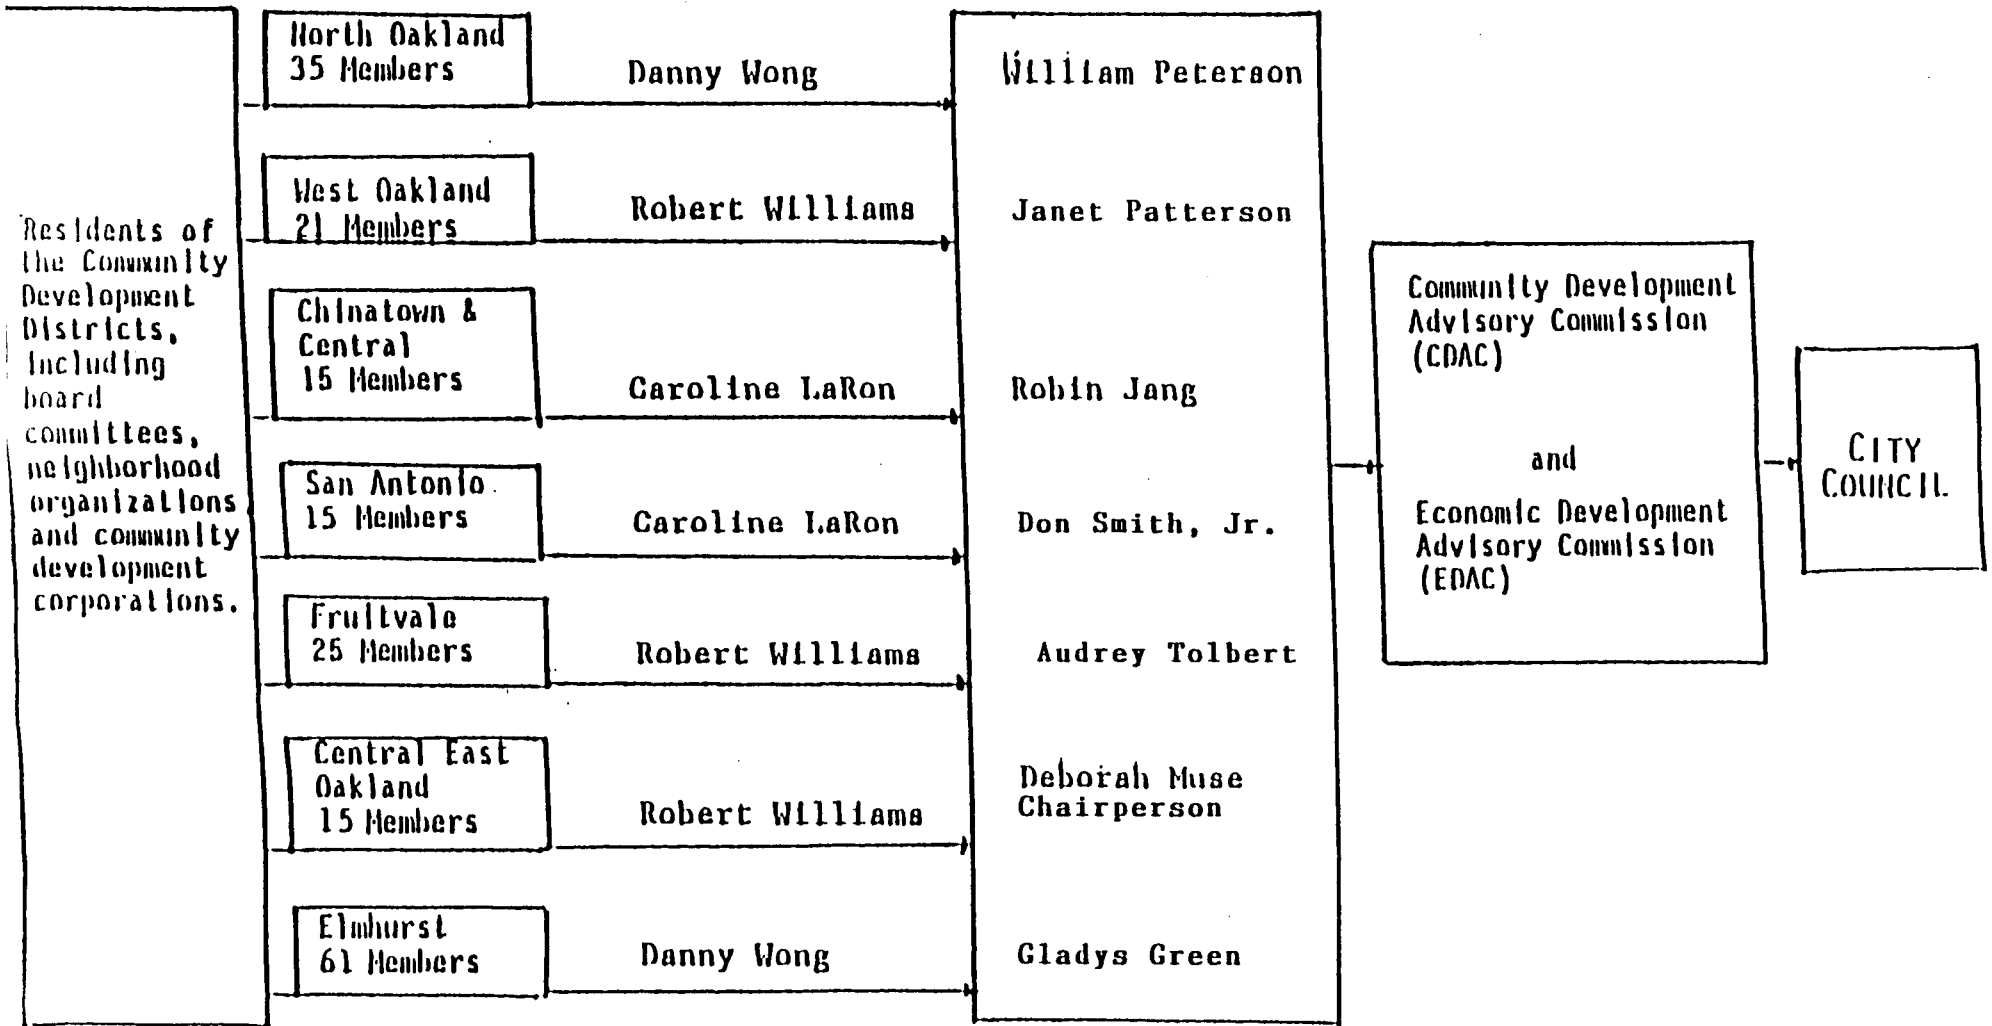 Residents of
the Community
Development
Districts,
including
board
committees,
neighborhood
organizations
and community
development
corporations.
North Oakland
35 Members
Danny Wong
William Peterson
West Oakland
21 Members
Robert Williams
Janet Patterson
Chinatown &
Central
15 Members
Caroline LaRon
Robin Jang
San Antonio
15 Members
Caroline LaRon
Don Smith, Jr.
Fruitvale
25 Members
Robert Williams
Audrey Tolbert
Central East
Oakland
15 Members
Robert Williams
Deborah Muse
Chairperson
Elmhurst
61 Members
Danny Wong
Gladys Green
Community Development
Advisory Commission
(CDAC)
and
Economic Development
Advisory Commission
(EDAC)
CITY
COUNCIL